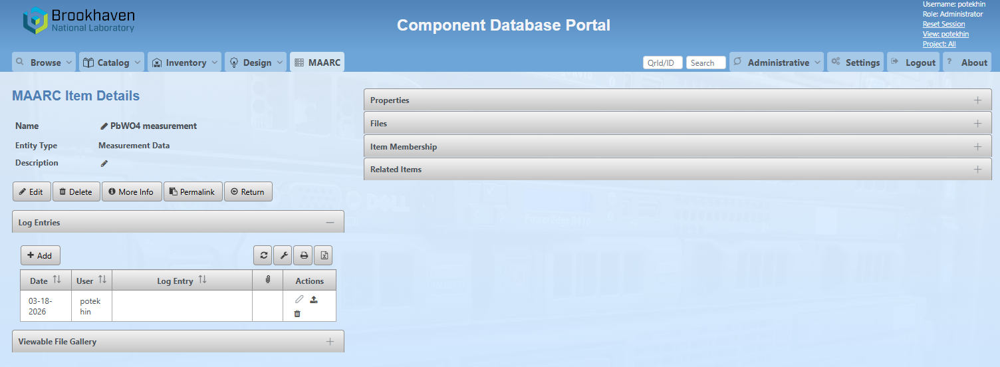 Brookhaven
National Laboratory
Component Database Portal
Username: potekhin
Role: Administrator
Reset Session
View: potekhin
Project: All
Browse
Catalog
Inventory
Design
MAARC
QrId/ID
Search
Administrative
Settings
Logout
? About
MAARC Item Details
Name PbWO4 measurement
Entity Type Measurement Data
Description
Edit
Delete
More Info
Permalink
Return
Log Entries
Add
Date User Log Entry Actions
03-18-
2026
potek
hin
Viewable File Gallery
Properties
Files
Item Membership
Related Items
DELL